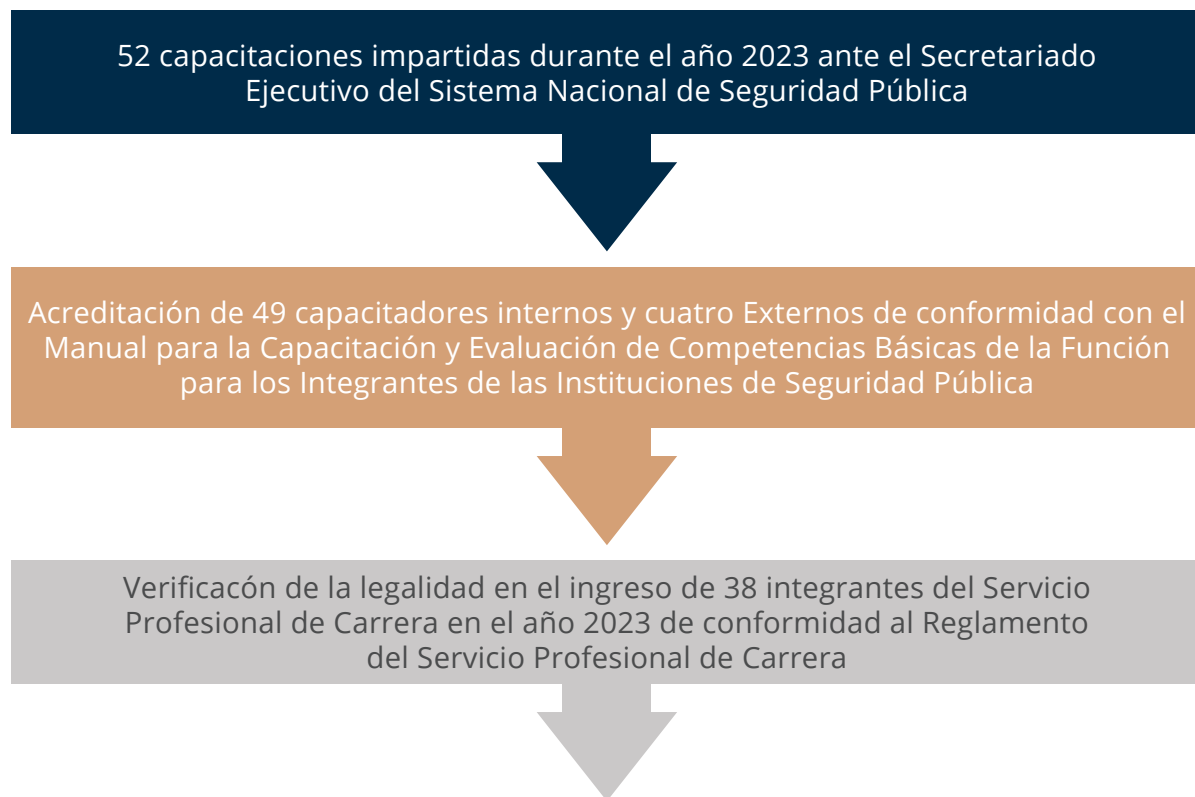 52 capacitaciones impartidas durante el año 2023 ante el Secretariado
Ejecutivo del Sistema Nacional de Seguridad Pública
Acreditación de 49 capacitadores internos y cuatro Externos de conformidad con el
Manual para la Capacitación y Evaluación de Competencias Básicas de la Función
para los Integrantes de las Instituciones de Seguridad Pública
Verificacón de la legalidad en el ingreso de 38 integrantes del Servicio
Profesional de Carrera en el año 2023 de conformidad al Reglamento
del Servicio Profesional de Carrera